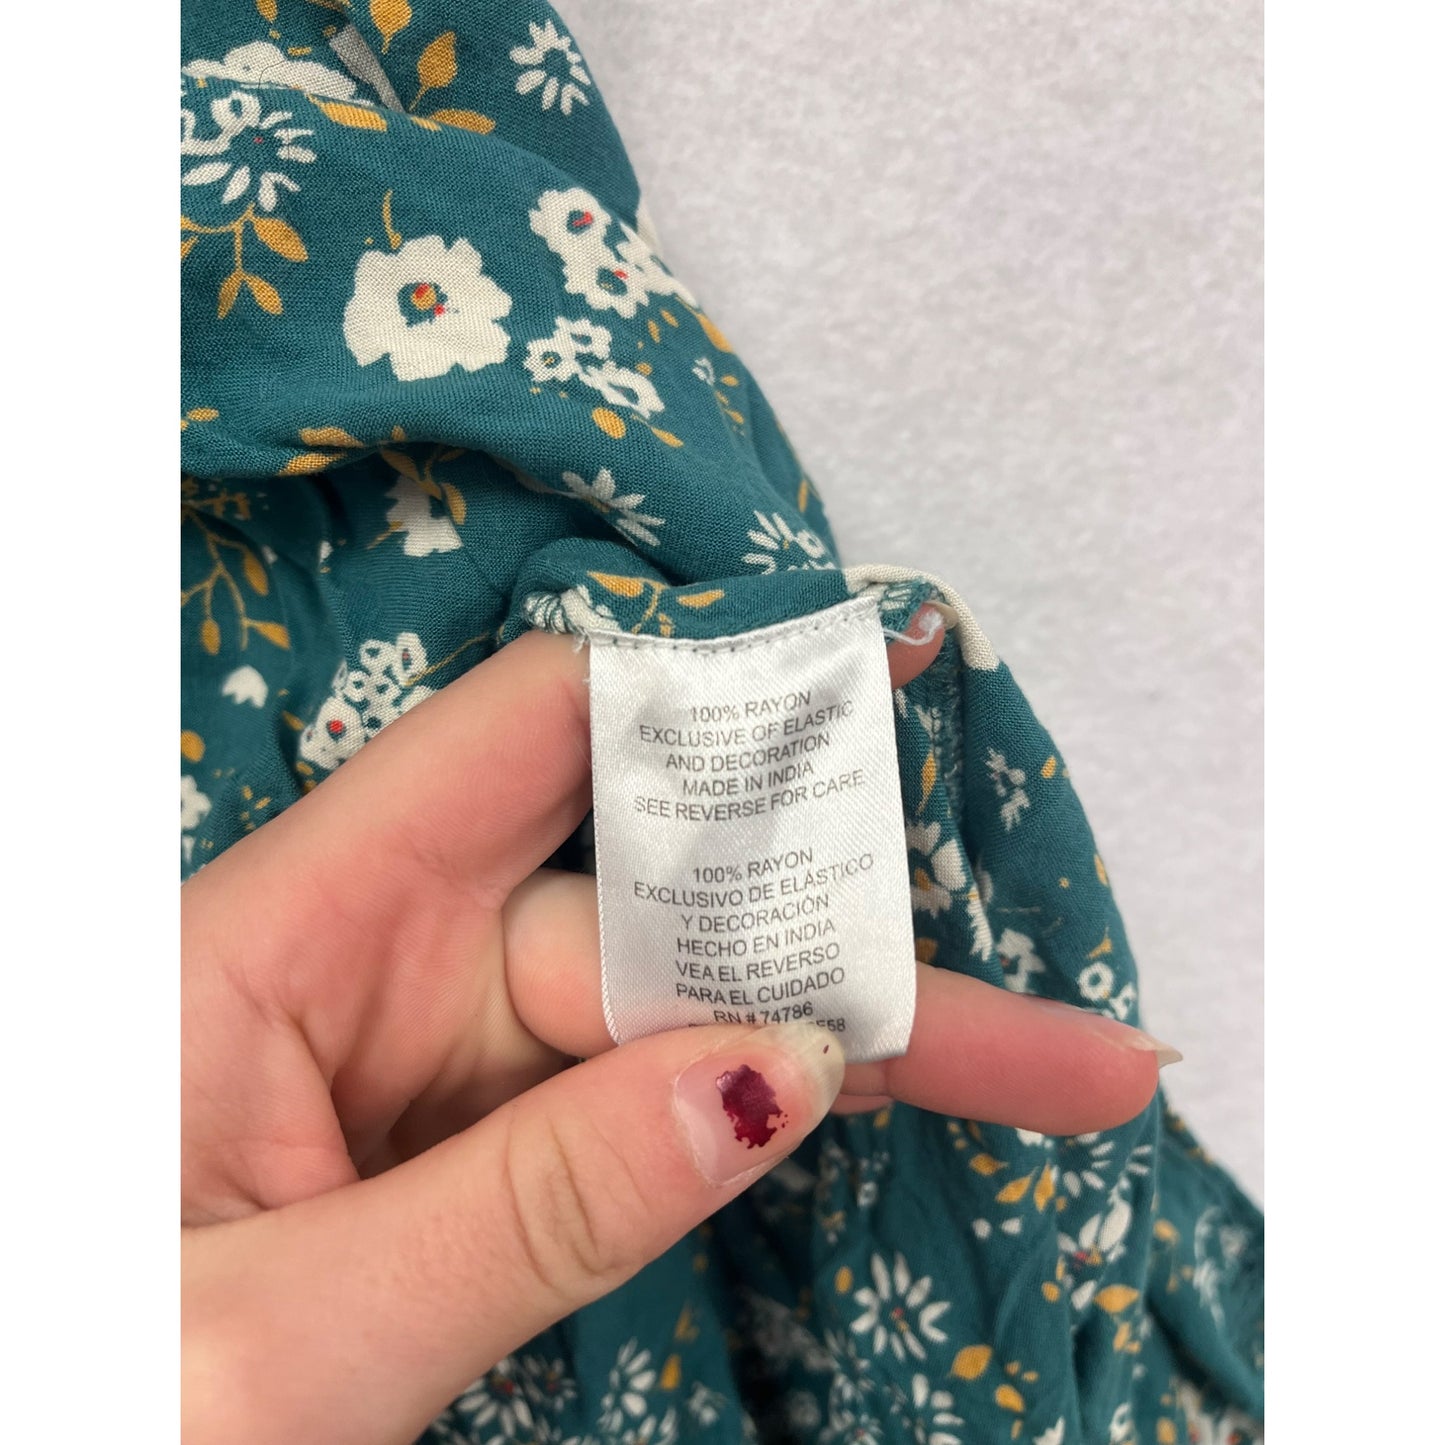 100% RAYON
EXCLUSIVE OF ELASTIC
AND DECORATION
MADE IN INDIA
SEE REVERSE FOR CARE
100% RAYON
EXCLUSIVO DE ELÁSTICO
Y DECORACIÓN
HECHO EN INDIA
VEA EL REVERSO
PARA EL CUIDADO
RN # 74786